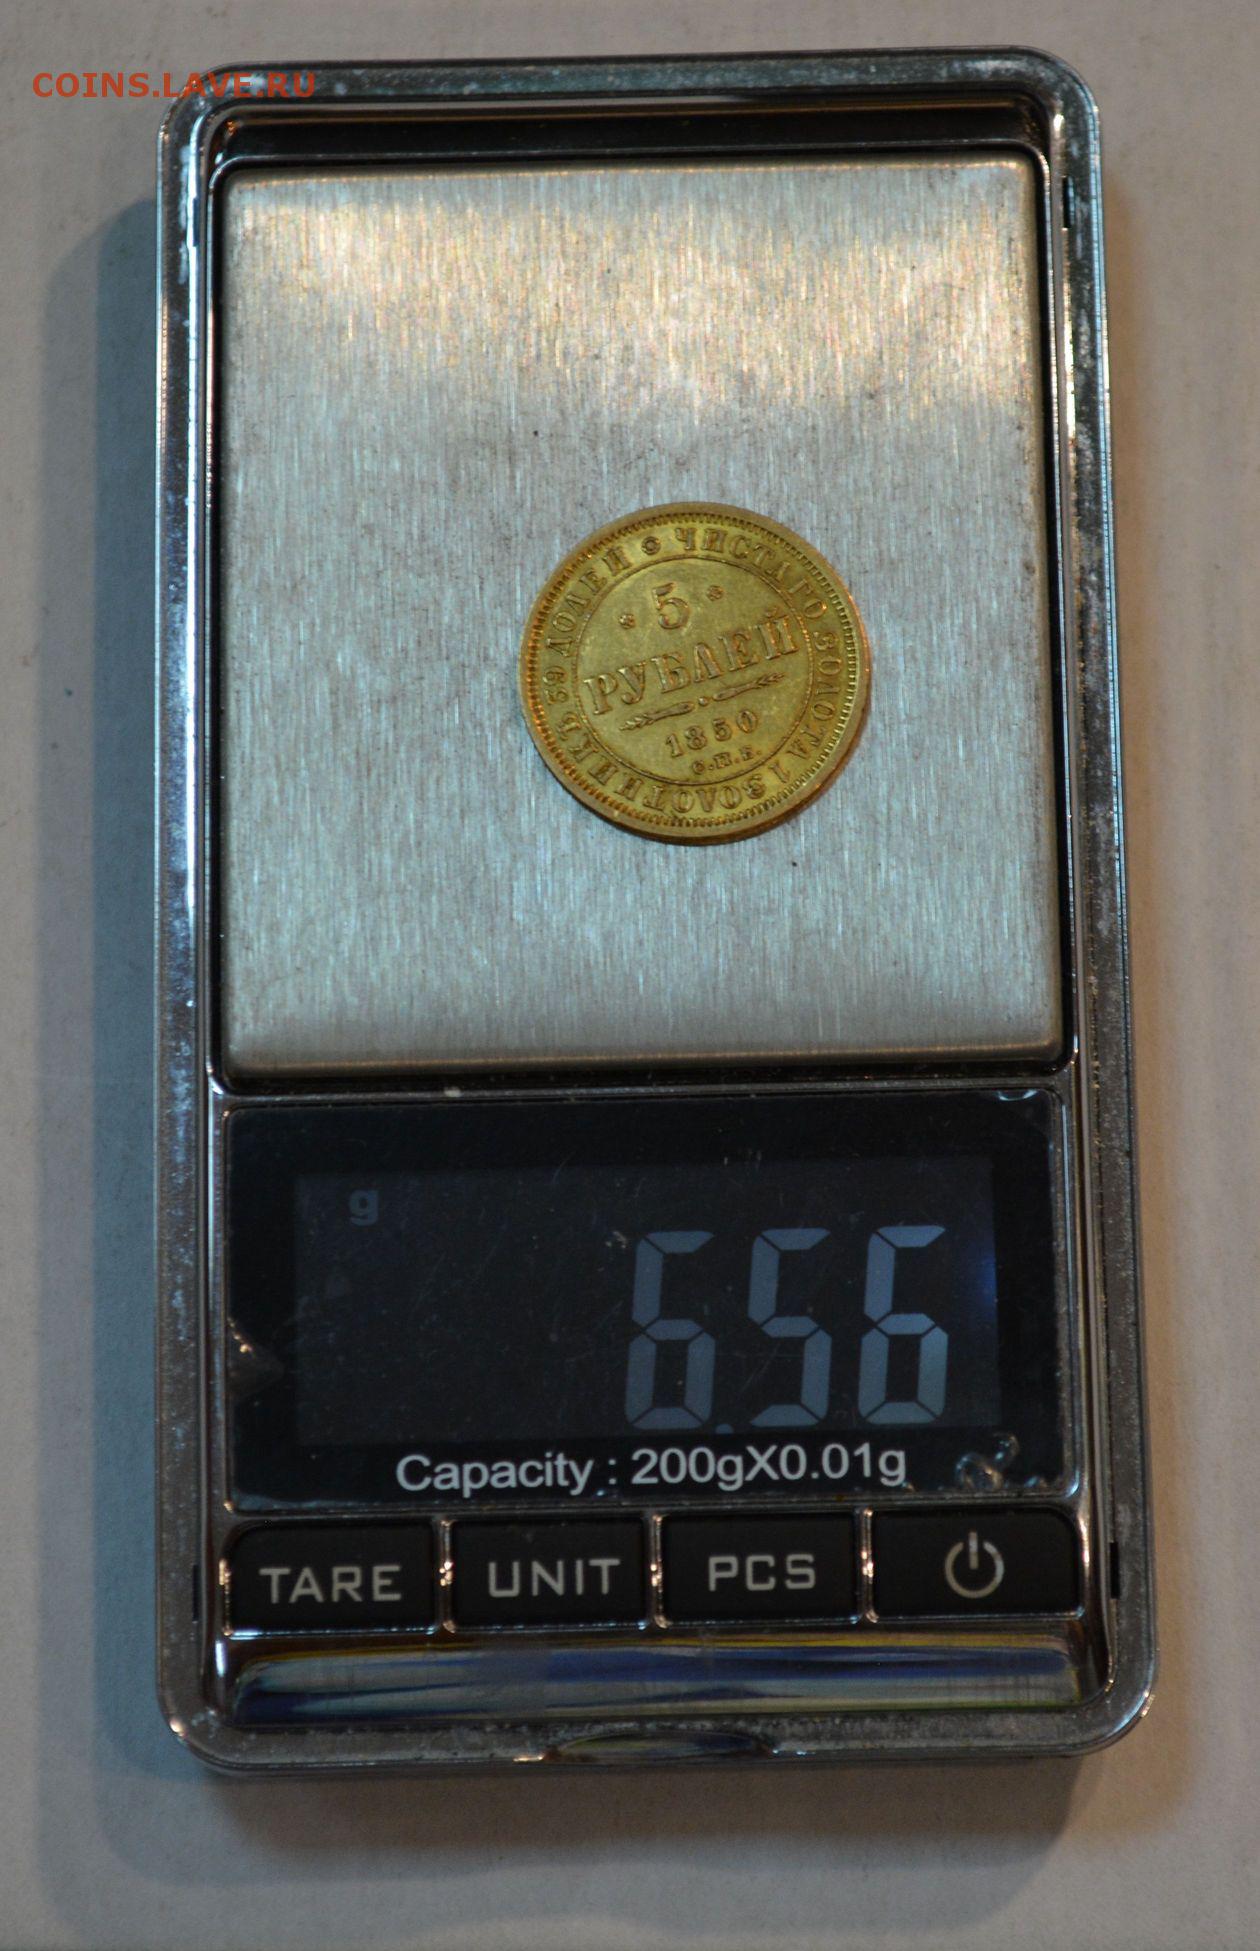 COINS.LAVE.RU
ЧИСТАГО ЗОЛОТА 1 ЗОЛОТНИКЪ 39 ДОЛЕЙ
5
РУБЛЕЙ
1850
С.П.Б.
g
6.56
Capacity : 200gX0.01g
TARE UNIT PCS